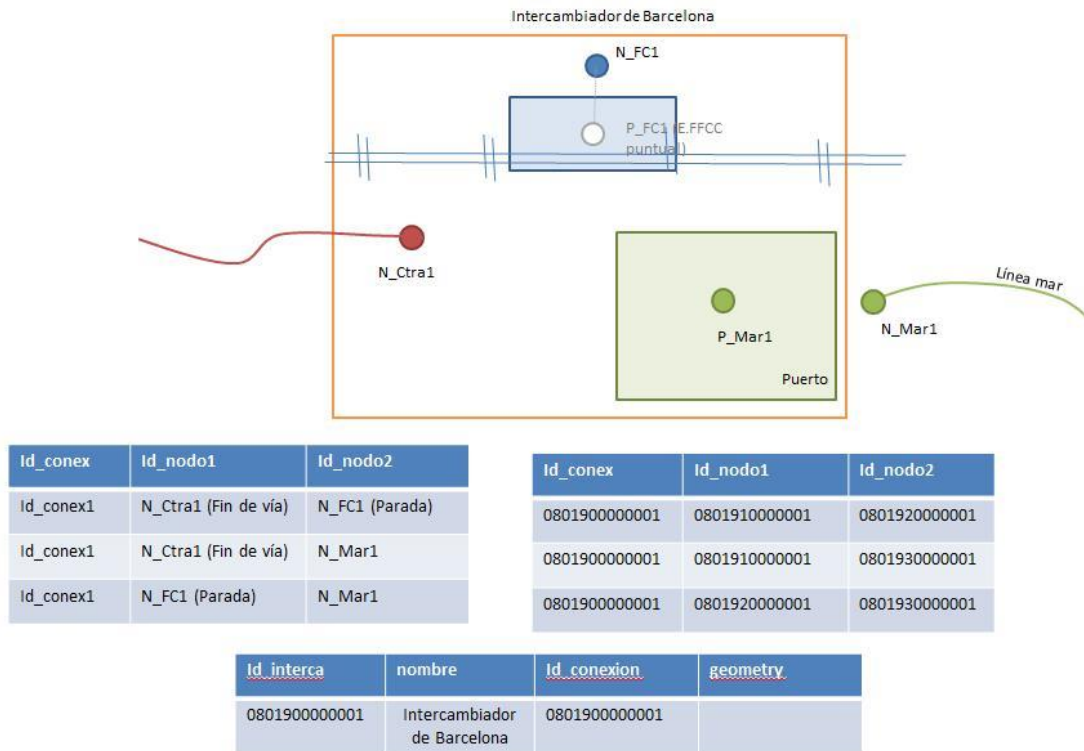 Intercambiador de Barcelona
N_FC1
P_FC1 (E.FFCC
puntual)
N_Ctra1
Línea mar
P_Mar1
N_Mar1
Puerto
Id_conex Id_nodo1 Id_nodo2
Id_conex1 N_Ctra1 (Fin de vía) N_FC1 (Parada)
Id_conex1 N_Ctra1 (Fin de vía) N_Mar1
Id_conex1 N_FC1 (Parada) N_Mar1
Id_conex Id_nodo1 Id_nodo2
0801900000001 0801910000001 0801920000001
0801900000001 0801910000001 0801930000001
0801900000001 0801920000001 0801930000001
Id_interca nombre Id_conexion geometry
0801900000001 Intercambiador 0801900000001
de Barcelona